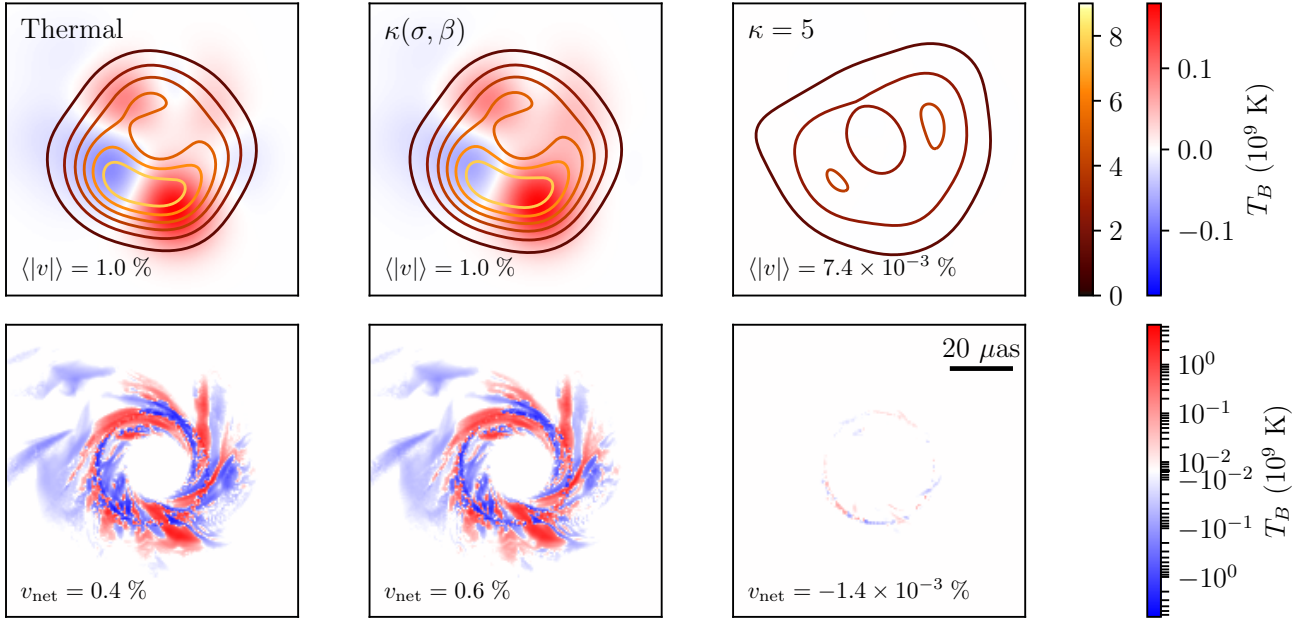 Thermal
κ(σ, β)
κ = 5
⟨|v|⟩ = 1.0 %
⟨|v|⟩ = 1.0 %
⟨|v|⟩ = 7.4 × 10⁻³ %
8
6
4
2
0
0.1
0.0
−0.1
T_B (10⁹ K)
20 μas
v_net = 0.4 %
v_net = 0.6 %
v_net = −1.4 × 10⁻³ %
10⁰
10⁻¹
10⁻²
−10⁻²
−10⁻¹
−10⁰
T_B (10⁹ K)